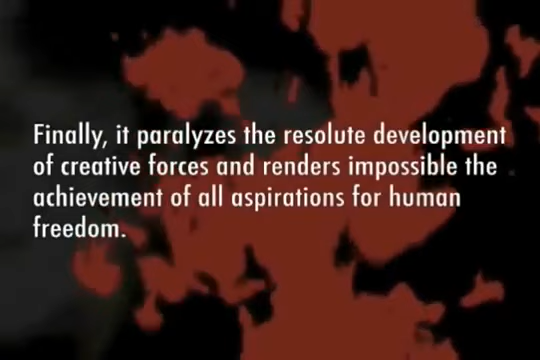 Finally, it paralyzes the resolute development
of creative forces and renders impossible the
achievement of all aspirations for human
freedom.